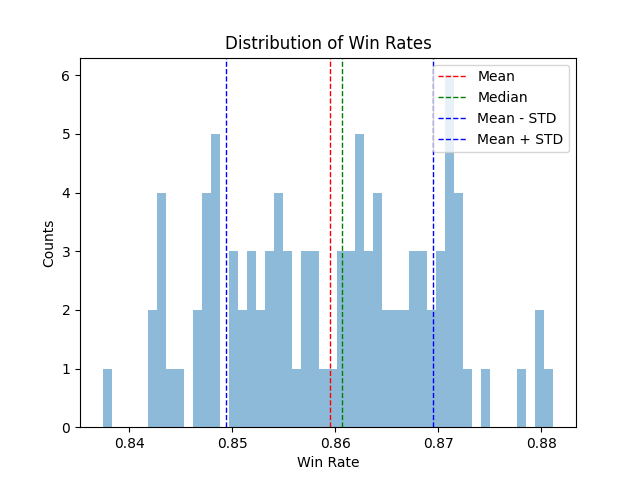 Distribution of Win Rates
6
5
4
3
2
1
0
Counts
Mean
Median
Mean - STD
Mean + STD
0.84 0.85 0.86 0.87 0.88
Win Rate